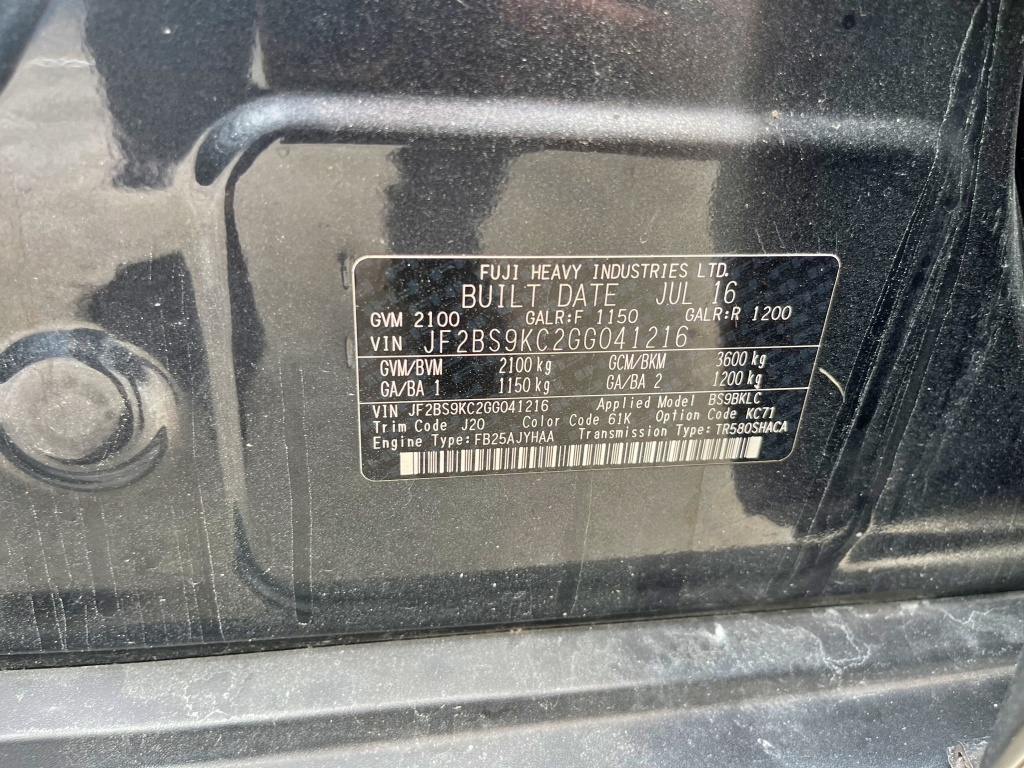 FUJI HEAVY INDUSTRIES LTD.
BUILT DATE JUL 16
GVM 2100 GALR:F 1150 GALR:R 1200
VIN JF2BS9KC2GG041216
GVM/BVM 2100 kg GCM/BKM 3600 kg
GA/BA 1 1150 kg GA/BA 2 1200 kg
VIN JF2BS9KC2GG041216 Applied Model BS9BKLC
Trim Code J20 Color Code 61K Option Code KC71
Engine Type:FB25AJYHAA Transmission Type:TR580SHACA